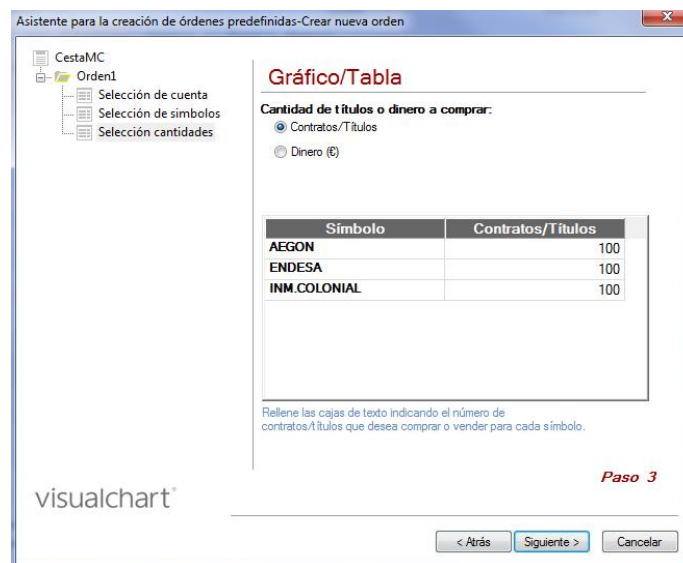 Asistente para la creación de órdenes predefinidas-Crear nueva orden
x
CestaMC
Orden1
Selección de cuenta
Selección de simbolos
Selección cantidades
Gráfico/Tabla
Cantidad de títulos o dinero a comprar:
Contratos/Títulos
Dinero (€)
Símbolo Contratos/Títulos
AEGON 100
ENDESA 100
INM.COLONIAL 100
Rellene las cajas de texto indicando el número de
contratos/títulos que desea comprar o vender para cada símbolo.
Paso 3
visualchart
< Atrás Siguiente > Cancelar